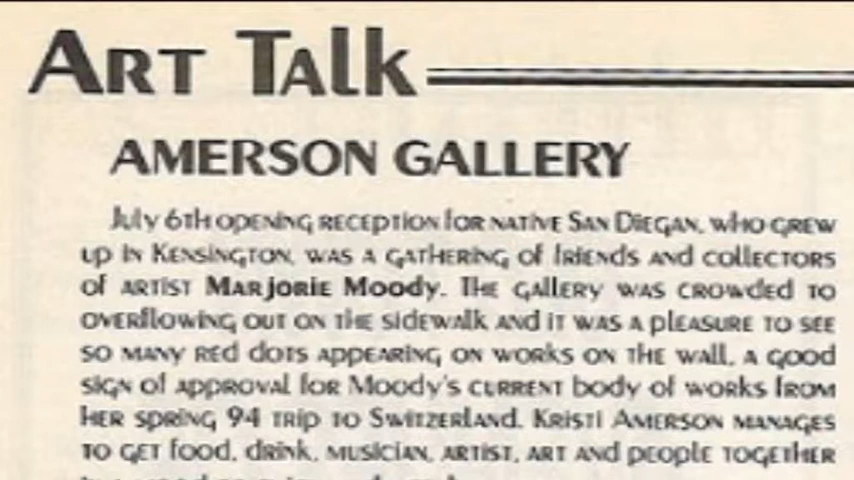 Art Talk
AMERSON GALLERY
July 6th opening reception for native San Diegan, who grew
up in Kensington, was a gathering of friends and collectors
of artist Marjorie Moody. The gallery was crowded to
overflowing out on the sidewalk and it was a pleasure to see
so many red dots appearing on works on the wall, a good
sign of approval for Moody's current body of works from
her spring 94 trip to Switzerland. Kristi Amerson manages
to get food, drink, musician, artist, art and people together